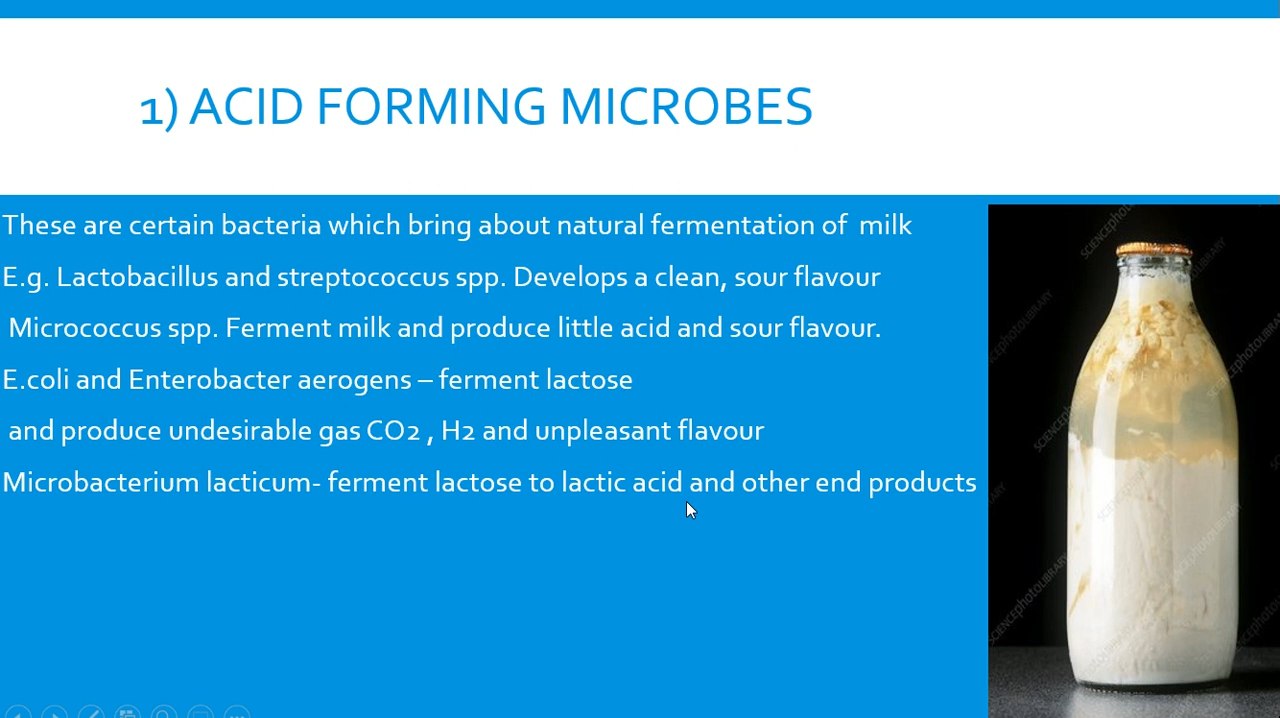 1) ACID FORMING MICROBES
These are certain bacteria which bring about natural fermentation of milk
E.g. Lactobacillus and streptococcus spp. Develops a clean, sour flavour
Micrococcus spp. Ferment milk and produce little acid and sour flavour.
E.coli and Enterobacter aerogens – ferment lactose
and produce undesirable gas CO2 , H2 and unpleasant flavour
Microbacterium lacticum- ferment lactose to lactic acid and other end products